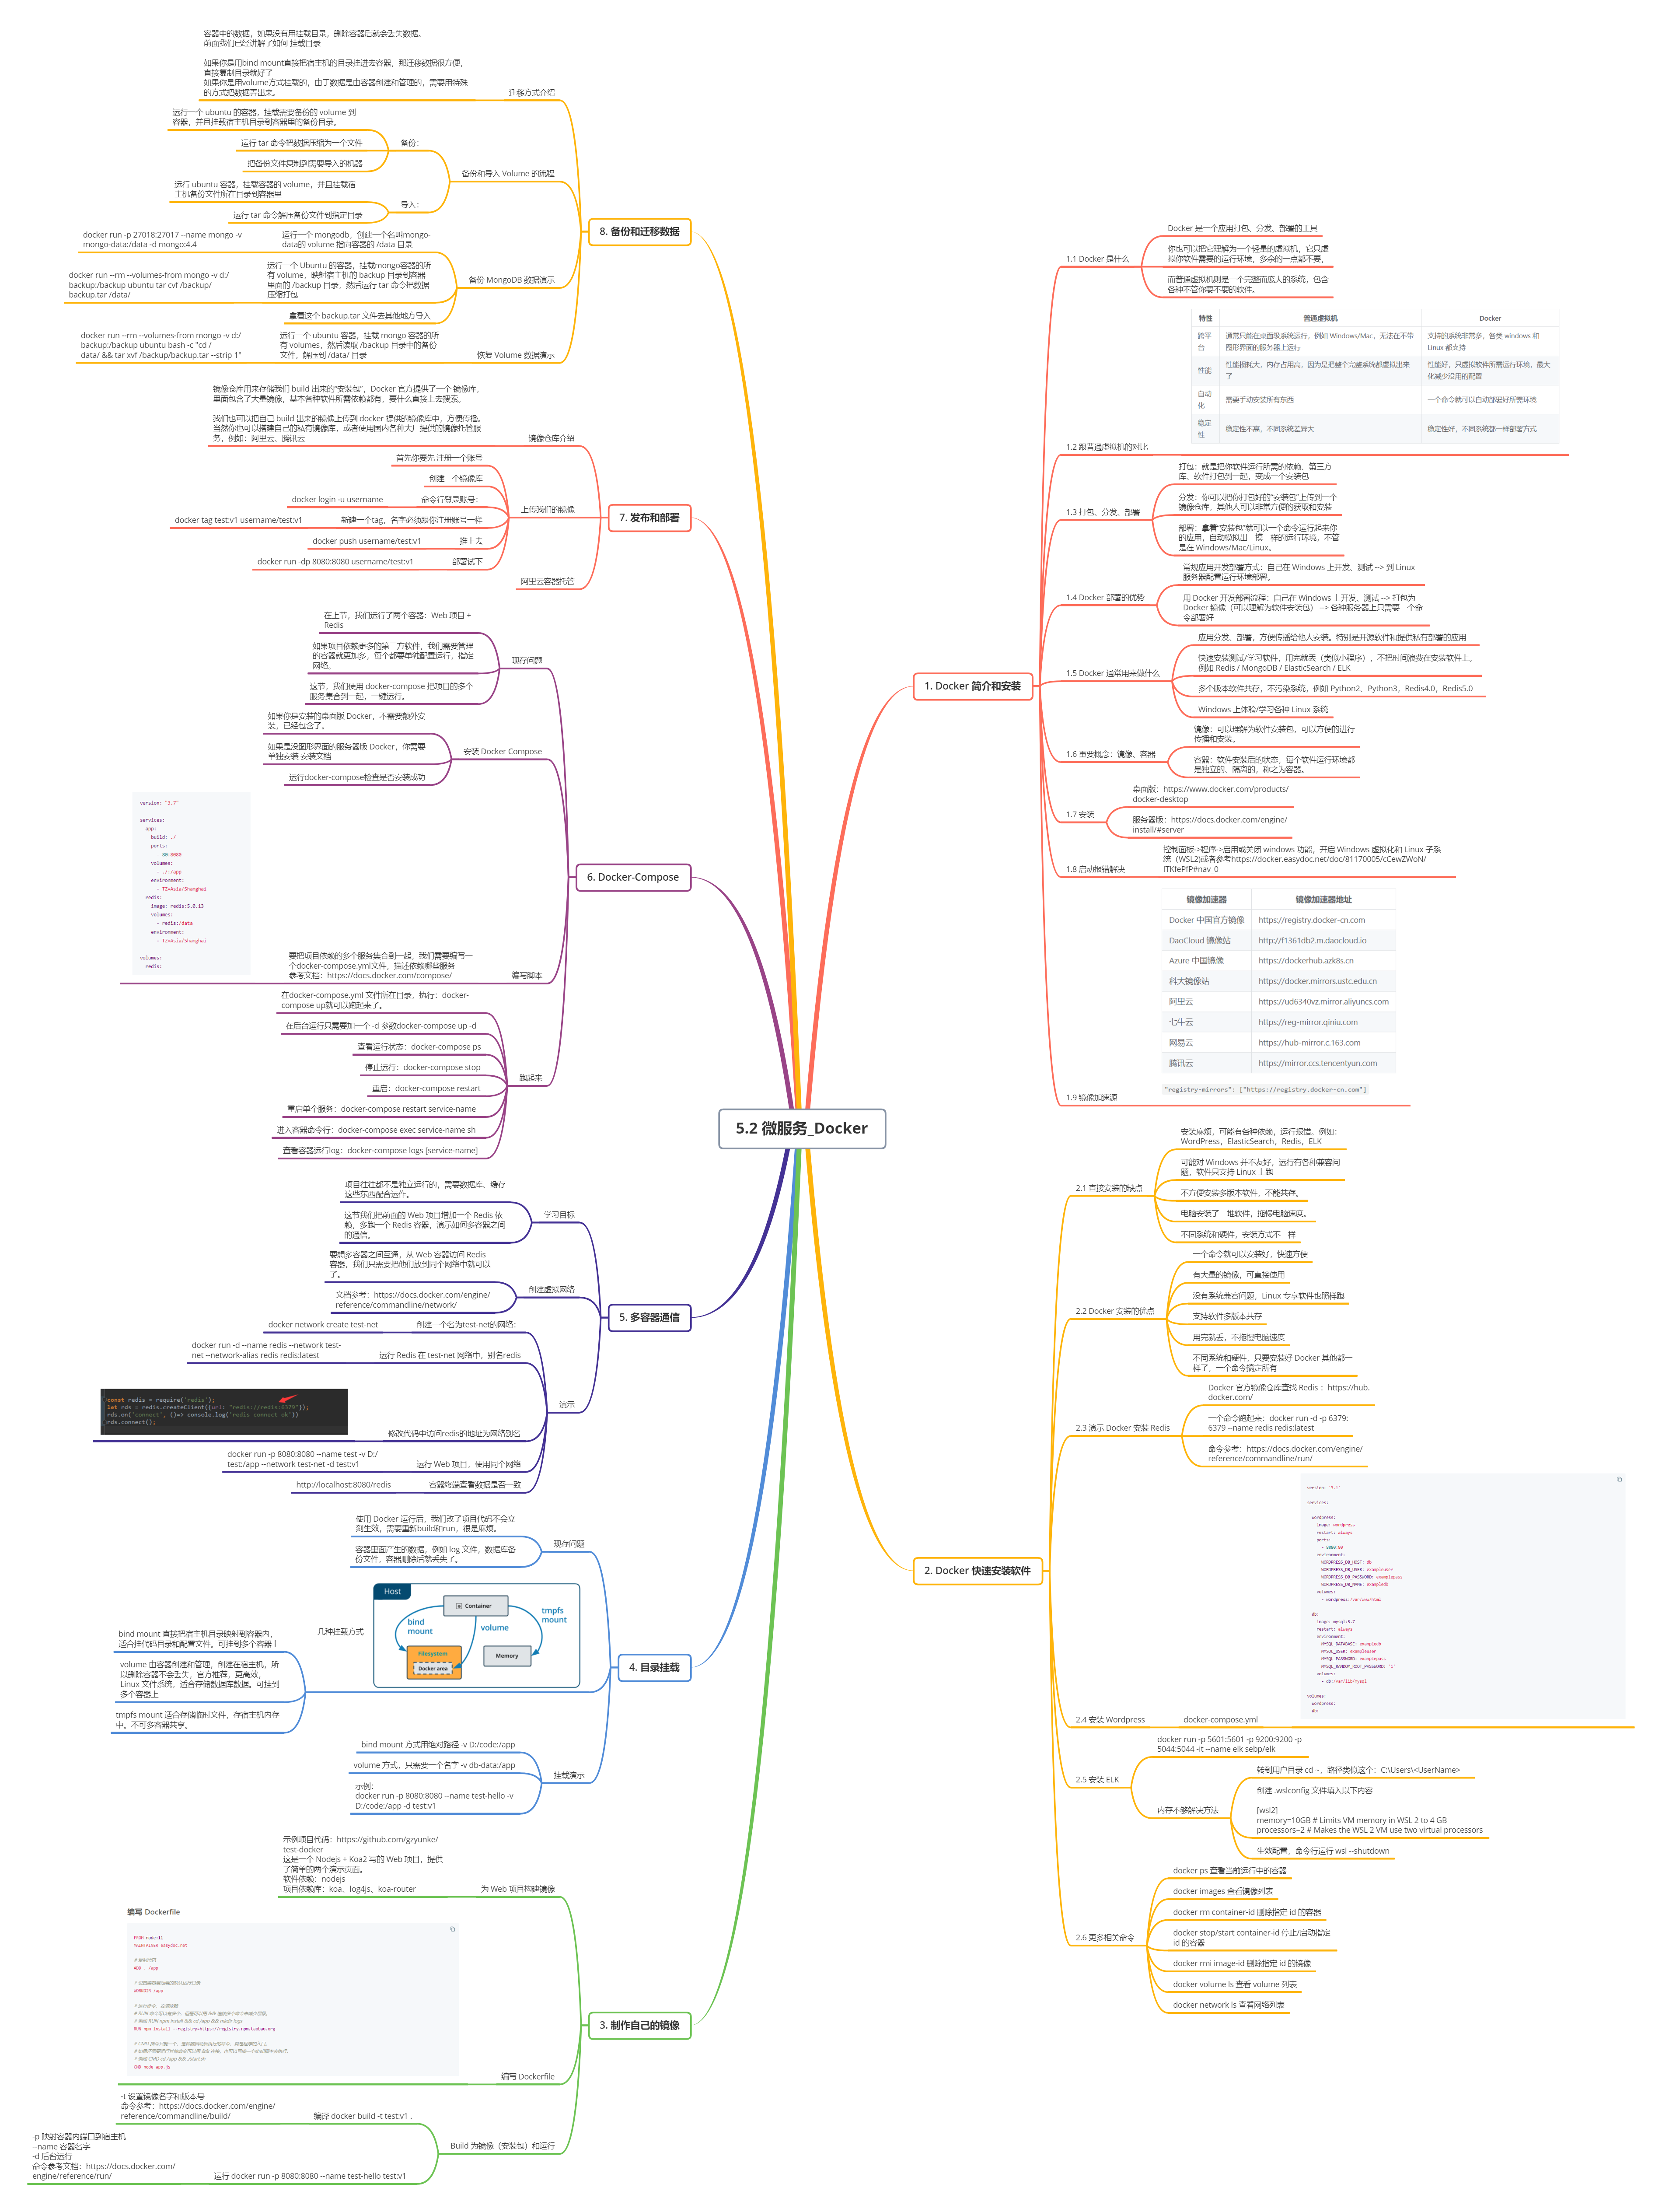 5.2 微服务_Docker
1. Docker 简介和安装
1.1 Docker 是什么
Docker 是一个应用打包、分发、部署的工具
你也可以把它理解为一个轻量的虚拟机，它只虚
拟你软件需要的运行环境，多余的一点都不要，
而普通虚拟机则是一个完整而庞大的系统，包含
各种不管你要不要的软件。
1.2 跟普通虚拟机的对比
特性 普通虚拟机 Docker
跨平台 通常只能在桌面级系统运行，例如 Windows/Mac，无法在不带图形界面的服务器上运行 支持的系统非常多，各类 windows 和 Linux 都支持
性能 性能损耗大，内存占用高，因为是把整个完整系统都虚拟出来了 性能好，只虚拟软件所需运行环境，最大化减少没用的配置
自动化 需要手动安装所有东西 一个命令就可以自动部署好所需环境
稳定性 稳定性不高，不同系统差异大 稳定性好，不同系统都一样部署方式
1.3 打包、分发、部署
打包：就是把你软件运行所需的依赖、第三方
库、软件打包到一起，变成一个安装包
分发：你可以把你打包好的“安装包”上传到一个
镜像仓库，其他人可以非常方便的获取和安装
部署：拿着“安装包”就可以一个命令运行起来你
的应用，自动模拟出一摸一样的运行环境，不管
是在 Windows/Mac/Linux。
1.4 Docker 部署的优势
常规应用开发部署方式：自己在 Windows 上开发、测试 --> 到 Linux
服务器配置运行环境部署。
用 Docker 开发部署流程：自己在 Windows 上开发、测试 --> 打包为
Docker 镜像（可以理解为软件安装包） --> 各种服务器上只需要一个命
令部署好
1.5 Docker 通常用来做什么
应用分发、部署，方便传播给他人安装。特别是开源软件和提供私有部署的应用
快速安装测试/学习软件，用完就丢（类似小程序），不把时间浪费在安装软件上。
例如 Redis / MongoDB / ElasticSearch / ELK
多个版本软件共存，不污染系统，例如 Python2、Python3，Redis4.0，Redis5.0
Windows 上体验/学习各种 Linux 系统
1.6 重要概念：镜像、容器
镜像：可以理解为软件安装包，可以方便的进行
传播和安装。
容器：软件安装后的状态，每个软件运行环境都
是独立的、隔离的，称之为容器。
1.7 安装
桌面版：https://www.docker.com/products/
docker-desktop
服务器版：https://docs.docker.com/engine/
install/#server
1.8 启动报错解决
控制面板->程序->启用或关闭 windows 功能，开启 Windows 虚拟化和 Linux 子系
统（WSL2)或者参考https://docker.easydoc.net/doc/81170005/cCewZWoN/
lTKfePfP#nav_0
1.9 镜像加速源
镜像加速器 镜像加速器地址
Docker 中国官方镜像 https://registry.docker-cn.com
DaoCloud 镜像站 http://f1361db2.m.daocloud.io
Azure 中国镜像 https://dockerhub.azk8s.cn
科大镜像站 https://docker.mirrors.ustc.edu.cn
阿里云 https://ud6340vz.mirror.aliyuncs.com
七牛云 https://reg-mirror.qiniu.com
网易云 https://hub-mirror.c.163.com
腾讯云 https://mirror.ccs.tencentyun.com
"registry-mirrors": ["https://registry.docker-cn.com"]
2. Docker 快速安装软件
2.1 直接安装的缺点
安装麻烦，可能有各种依赖，运行报错。例如：
WordPress，ElasticSearch，Redis，ELK
可能对 Windows 并不友好，运行有各种兼容问
题，软件只支持 Linux 上跑
不方便安装多版本软件，不能共存。
电脑安装了一堆软件，拖慢电脑速度。
不同系统和硬件，安装方式不一样
2.2 Docker 安装的优点
一个命令就可以安装好，快速方便
有大量的镜像，可直接使用
没有系统兼容问题，Linux 专享软件也照样跑
支持软件多版本共存
用完就丢，不拖慢电脑速度
不同系统和硬件，只要安装好 Docker 其他都一
样了，一个命令搞定所有
2.3 演示 Docker 安装 Redis
Docker 官方镜像仓库查找 Redis ：https://hub.
docker.com/
一个命令跑起来：docker run -d -p 6379:
6379 --name redis redis:latest
命令参考：https://docs.docker.com/engine/
reference/commandline/run/
2.4 安装 Wordpress
docker-compose.yml
version: '3.1'
services:
wordpress:
image: wordpress
restart: always
ports:
- 8080:80
environment:
WORDPRESS_DB_HOST: db
WORDPRESS_DB_USER: exampleuser
WORDPRESS_DB_PASSWORD: examplepass
WORDPRESS_DB_NAME: exampledb
volumes:
- wordpress:/var/www/html
db:
image: mysql:5.7
restart: always
environment:
MYSQL_DATABASE: exampledb
MYSQL_USER: exampleuser
MYSQL_PASSWORD: examplepass
MYSQL_RANDOM_ROOT_PASSWORD: '1'
volumes:
- db:/var/lib/mysql
volumes:
wordpress:
db:
2.5 安装 ELK
docker run -p 5601:5601 -p 9200:9200 -p
5044:5044 -it --name elk sebp/elk
内存不够解决方法
转到用户目录 cd ~，路径类似这个：C:\Users\<UserName>
创建 .wslconfig 文件填入以下内容
[wsl2]
memory=10GB # Limits VM memory in WSL 2 to 4 GB
processors=2 # Makes the WSL 2 VM use two virtual processors
生效配置，命令行运行 wsl --shutdown
2.6 更多相关命令
docker ps 查看当前运行中的容器
docker images 查看镜像列表
docker rm container-id 删除指定 id 的容器
docker stop/start container-id 停止/启动指定
id 的容器
docker rmi image-id 删除指定 id 的镜像
docker volume ls 查看 volume 列表
docker network ls 查看网络列表
3. 制作自己的镜像
为 Web 项目构建镜像
示例项目代码：https://github.com/gzyunke/
test-docker
这是一个 Nodejs + Koa2 写的 Web 项目，提供
了简单的两个演示页面。
软件依赖：nodejs
项目依赖库：koa、log4js、koa-router
编写 Dockerfile
编写 Dockerfile
FROM node:11
MAINTAINER easydoc.net
# 复制代码
ADD . /app
# 设置容器启动后的默认运行目录
WORKDIR /app
# 运行命令，安装依赖
# RUN 命令可以有多个，但是可以用 && 连接多个命令来减少层级。
# 例如 RUN npm install && cd /app && mkdir logs
RUN npm install --registry=https://registry.npm.taobao.org
# 例如 CMD cd /app && ./start.sh
CMD node app.js
Build 为镜像（安装包）和运行
编译 docker build -t test:v1 .
-t 设置镜像名字和版本号
命令参考：https://docs.docker.com/engine/
reference/commandline/build/
运行 docker run -p 8080:8080 --name test-hello test:v1
-p 映射容器内端口到宿主机
--name 容器名字
-d 后台运行
命令参考文档：https://docs.docker.com/
engine/reference/run/
4. 目录挂载
现存问题
使用 Docker 运行后，我们改了项目代码不会立
刻生效，需要重新build和run，很是麻烦。
容器里面产生的数据，例如 log 文件，数据库备
份文件，容器删除后就丢失了。
几种挂载方式
Host
Container
bind
mount
volume
tmpfs
mount
Filesystem
Docker area
Memory
bind mount 直接把宿主机目录映射到容器内，
适合挂代码目录和配置文件。可挂到多个容器上
volume 由容器创建和管理，创建在宿主机，所
以删除容器不会丢失，官方推荐，更高效，
Linux 文件系统，适合存储数据库数据。可挂到
多个容器上
tmpfs mount 适合存储临时文件，存宿主机内存
中。不可多容器共享。
挂载演示
bind mount 方式用绝对路径 -v D:/code:/app
volume 方式，只需要一个名字 -v db-data:/app
示例：
docker run -p 8080:8080 --name test-hello -v
D:/code:/app -d test:v1
5. 多容器通信
学习目标
项目往往都不是独立运行的，需要数据库、缓存
这些东西配合运作。
这节我们把前面的 Web 项目增加一个 Redis 依
赖，多跑一个 Redis 容器，演示如何多容器之间
的通信。
创建虚拟网络
要想多容器之间互通，从 Web 容器访问 Redis
容器，我们只需要把他们放到同个网络中就可以
了。
文档参考：https://docs.docker.com/engine/
reference/commandline/network/
演示
创建一个名为test-net的网络：
docker network create test-net
运行 Redis 在 test-net 网络中，别名redis
docker run -d --name redis --network test-
net --network-alias redis redis:latest
修改代码中访问redis的地址为网络别名
const redis = require('redis');
let rds = redis.createClient({url: "redis://redis:6379"});
rds.on('connect', ()=> console.log('redis connect ok'))
rds.connect();
运行 Web 项目，使用同个网络
docker run -p 8080:8080 --name test -v D:/
test:/app --network test-net -d test:v1
容器终端查看数据是否一致
http://localhost:8080/redis
6. Docker-Compose
现存问题
在上节，我们运行了两个容器：Web 项目 +
Redis
如果项目依赖更多的第三方软件，我们需要管理
的容器就更加多，每个都要单独配置运行，指定
网络。
这节，我们使用 docker-compose 把项目的多个
服务集合到一起，一键运行。
安装 Docker Compose
如果你是安装的桌面版 Docker，不需要额外安
装，已经包含了。
如果是没图形界面的服务器版 Docker，你需要
单独安装 安装文档
运行docker-compose检查是否安装成功
编写脚本
要把项目依赖的多个服务集合到一起，我们需要编写一
个docker-compose.yml文件，描述依赖哪些服务
参考文档：https://docs.docker.com/compose/
version: "3.7"
services:
app:
build: ./
ports:
- 80:8080
volumes:
- ./:/app
environment:
- TZ=Asia/Shanghai
redis:
image: redis:5.0.13
volumes:
- redis:/data
environment:
- TZ=Asia/Shanghai
volumes:
redis:
跑起来
在docker-compose.yml 文件所在目录，执行：docker-
compose up就可以跑起来了。
在后台运行只需要加一个 -d 参数docker-compose up -d
查看运行状态：docker-compose ps
停止运行：docker-compose stop
重启：docker-compose restart
重启单个服务：docker-compose restart service-name
进入容器命令行：docker-compose exec service-name sh
查看容器运行log：docker-compose logs [service-name]
7. 发布和部署
镜像仓库介绍
镜像仓库用来存储我们 build 出来的“安装包”，Docker 官方提供了一个 镜像库，
里面包含了大量镜像，基本各种软件所需依赖都有，要什么直接上去搜索。
我们也可以把自己 build 出来的镜像上传到 docker 提供的镜像库中，方便传播。
当然你也可以搭建自己的私有镜像库，或者使用国内各种大厂提供的镜像托管服
务，例如：阿里云、腾讯云
上传我们的镜像
首先你要先 注册一个账号
创建一个镜像库
命令行登录账号：
docker login -u username
新建一个tag，名字必须跟你注册账号一样
docker tag test:v1 username/test:v1
推上去
docker push username/test:v1
部署试下
docker run -dp 8080:8080 username/test:v1
阿里云容器托管
8. 备份和迁移数据
迁移方式介绍
容器中的数据，如果没有用挂载目录，删除容器后就会丢失数据。
前面我们已经讲解了如何 挂载目录
如果你是用bind mount直接把宿主机的目录挂进去容器，那迁移数据很方便，
直接复制目录就好了
如果你是用volume方式挂载的，由于数据是由容器创建和管理的，需要用特殊
的方式把数据弄出来。
备份和导入 Volume 的流程
备份：
运行一个 ubuntu 的容器，挂载需要备份的 volume 到
容器，并且挂载宿主机目录到容器里的备份目录。
运行 tar 命令把数据压缩为一个文件
把备份文件复制到需要导入的机器
导入：
运行 ubuntu 容器，挂载容器的 volume，并且挂载宿
主机备份文件所在目录到容器里
运行 tar 命令解压备份文件到指定目录
备份 MongoDB 数据演示
运行一个 mongodb，创建一个名叫mongo-
data的 volume 指向容器的 /data 目录
docker run -p 27018:27017 --name mongo -v
mongo-data:/data -d mongo:4.4
运行一个 Ubuntu 的容器，挂载mongo容器的所
有 volume，映射宿主机的 backup 目录到容器
里面的 /backup 目录，然后运行 tar 命令把数据
压缩打包
docker run --rm --volumes-from mongo -v d:/
backup:/backup ubuntu tar cvf /backup/
backup.tar /data/
拿着这个 backup.tar 文件去其他地方导入
恢复 Volume 数据演示
运行一个 ubuntu 容器，挂载 mongo 容器的所
有 volumes，然后读取 /backup 目录中的备份
文件，解压到 /data/ 目录
docker run --rm --volumes-from mongo -v d:/
backup:/backup ubuntu bash -c "cd /
data/ && tar xvf /backup/backup.tar --strip 1"